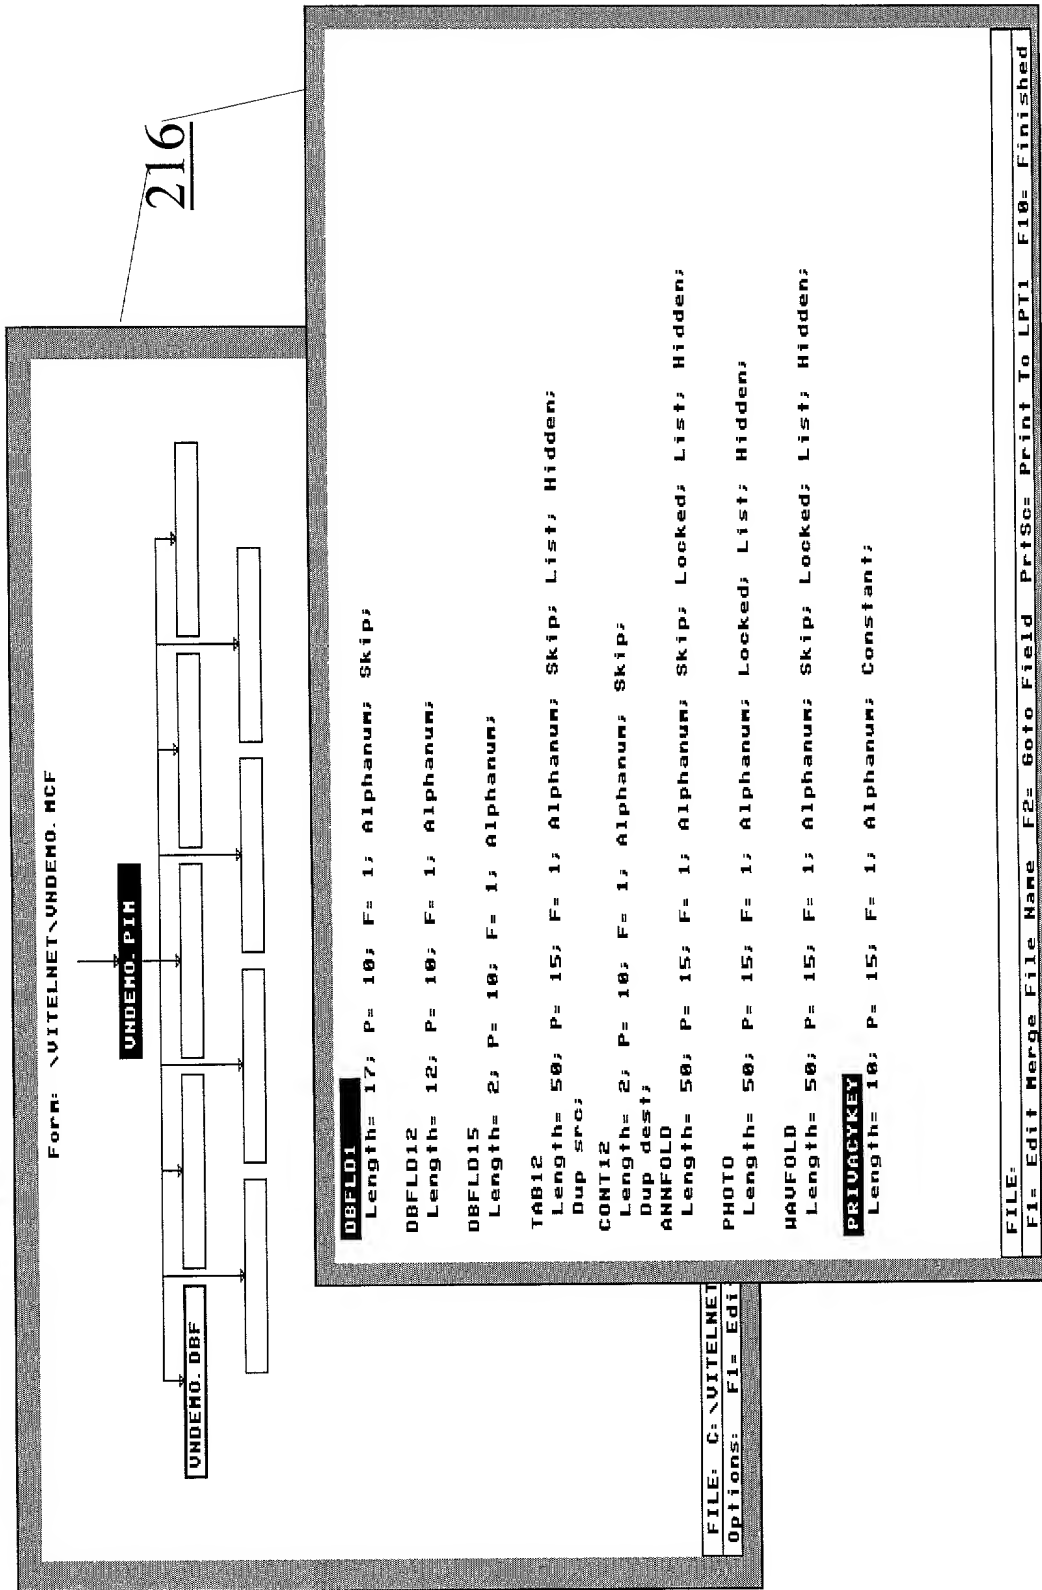 216
Form: \VITELNET\VNDEMO.MCF
VNDEMO.PIM
VNDEMO.DBF
FILE: C:\VITELNET
Options: F1= Edi
DBFLD1
Length= 17; P= 10; F= 1; Alphanum; Skip;
DBFLD12
Length= 12; P= 10; F= 1; Alphanum;
DBFLD15
Length= 2; P= 10; F= 1; Alphanum;
TAB12
Length= 50; P= 15; F= 1; Alphanum; Skip; List; Hidden;
Dup src;
CONT12
Length= 2; P= 10; F= 1; Alphanum; Skip;
Dup dest;
ANNFOLD
Length= 50; P= 15; F= 1; Alphanum; Skip; Locked; List; Hidden;
PHOTO
Length= 50; P= 15; F= 1; Alphanum; Locked; List; Hidden;
WAVFOLD
Length= 50; P= 15; F= 1; Alphanum; Skip; Locked; List; Hidden;
PRIVACYKEY
Length= 10; P= 15; F= 1; Alphanum; Constant;
FILE:
F1= Edit Merge File Name F2= Goto Field PrtSc= Print To LPT1 F10= Finished